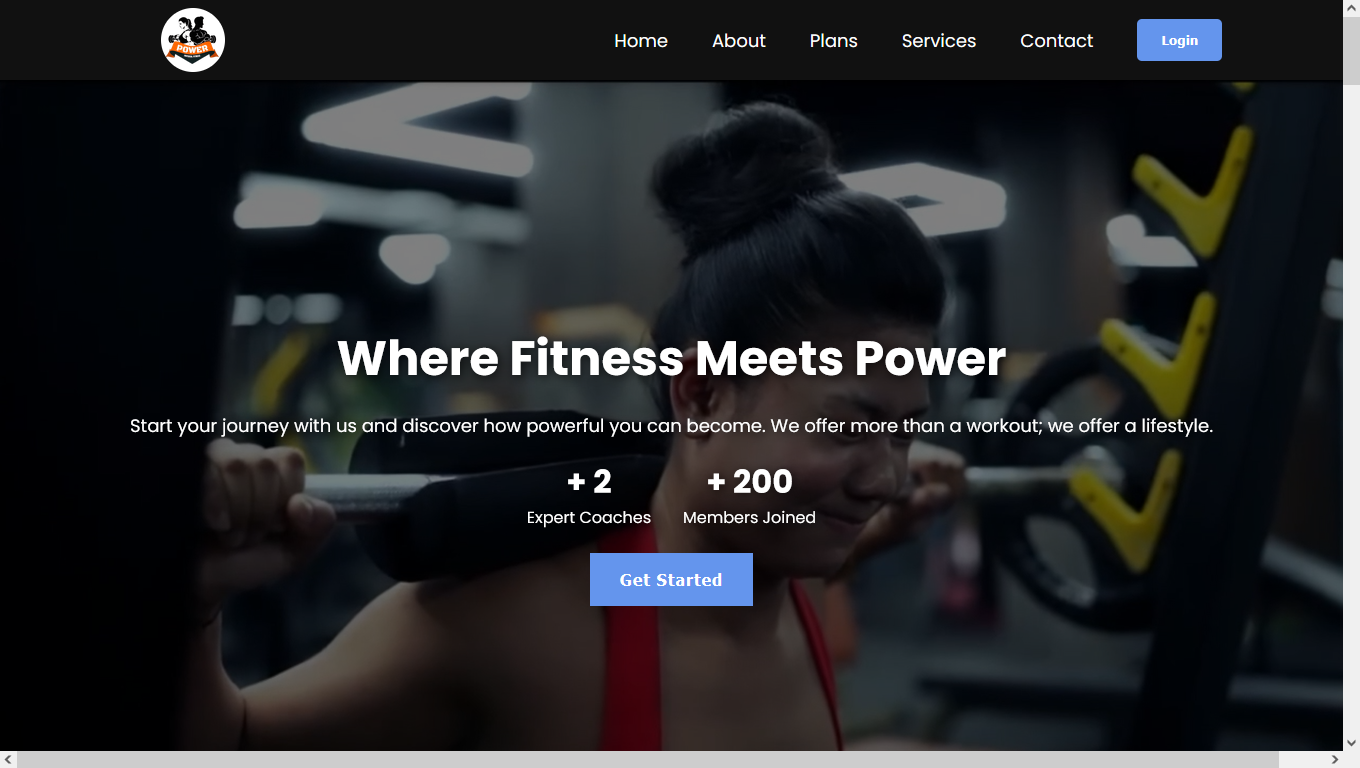 POWER
Home About Plans Services Contact Login
Where Fitness Meets Power
Start your journey with us and discover how powerful you can become. We offer more than a workout; we offer a lifestyle.
+ 2 + 200
Expert Coaches Members Joined
Get Started